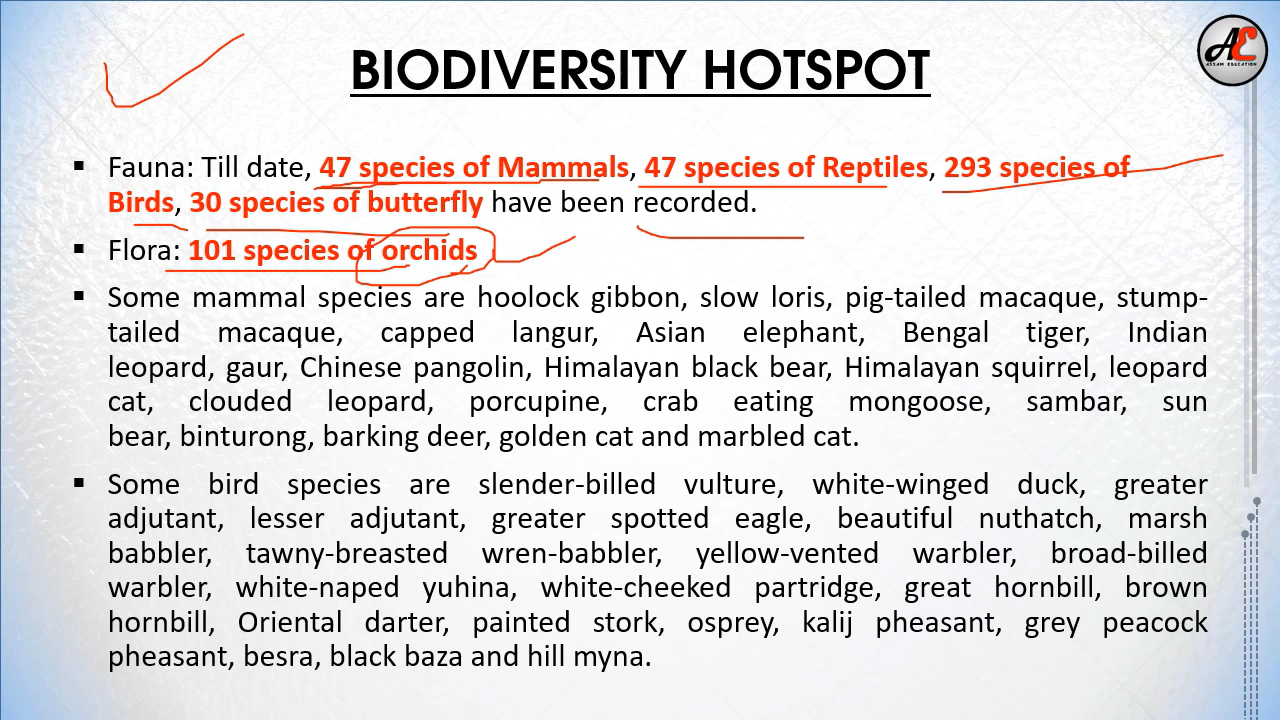 BIODIVERSITY HOTSPOT
AE
ASSAM EDUCATION
▪ Fauna: Till date, 47 species of Mammals, 47 species of Reptiles, 293 species of
Birds, 30 species of butterfly have been recorded.
▪ Flora: 101 species of orchids
▪ Some mammal species are hoolock gibbon, slow loris, pig-tailed macaque, stump-
tailed macaque, capped langur, Asian elephant, Bengal tiger, Indian
leopard, gaur, Chinese pangolin, Himalayan black bear, Himalayan squirrel, leopard
cat, clouded leopard, porcupine, crab eating mongoose, sambar, sun
bear, binturong, barking deer, golden cat and marbled cat.
▪ Some bird species are slender-billed vulture, white-winged duck, greater
adjutant, lesser adjutant, greater spotted eagle, beautiful nuthatch, marsh
babbler, tawny-breasted wren-babbler, yellow-vented warbler, broad-billed
warbler, white-naped yuhina, white-cheeked partridge, great hornbill, brown
hornbill, Oriental darter, painted stork, osprey, kalij pheasant, grey peacock
pheasant, besra, black baza and hill myna.